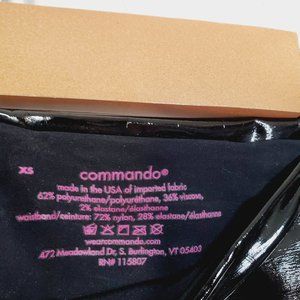 XS
commando®
made in the USA of imported fabric
62% polyurethane/polyuréthane, 36% viscose,
2% elastane/élasthanne
waistband/ceinture: 72% nylon, 28% elastane/élasthanne
wearcommando.com
472 Meadowland Dr, S. Burlington, VT 05403
RN# 115807